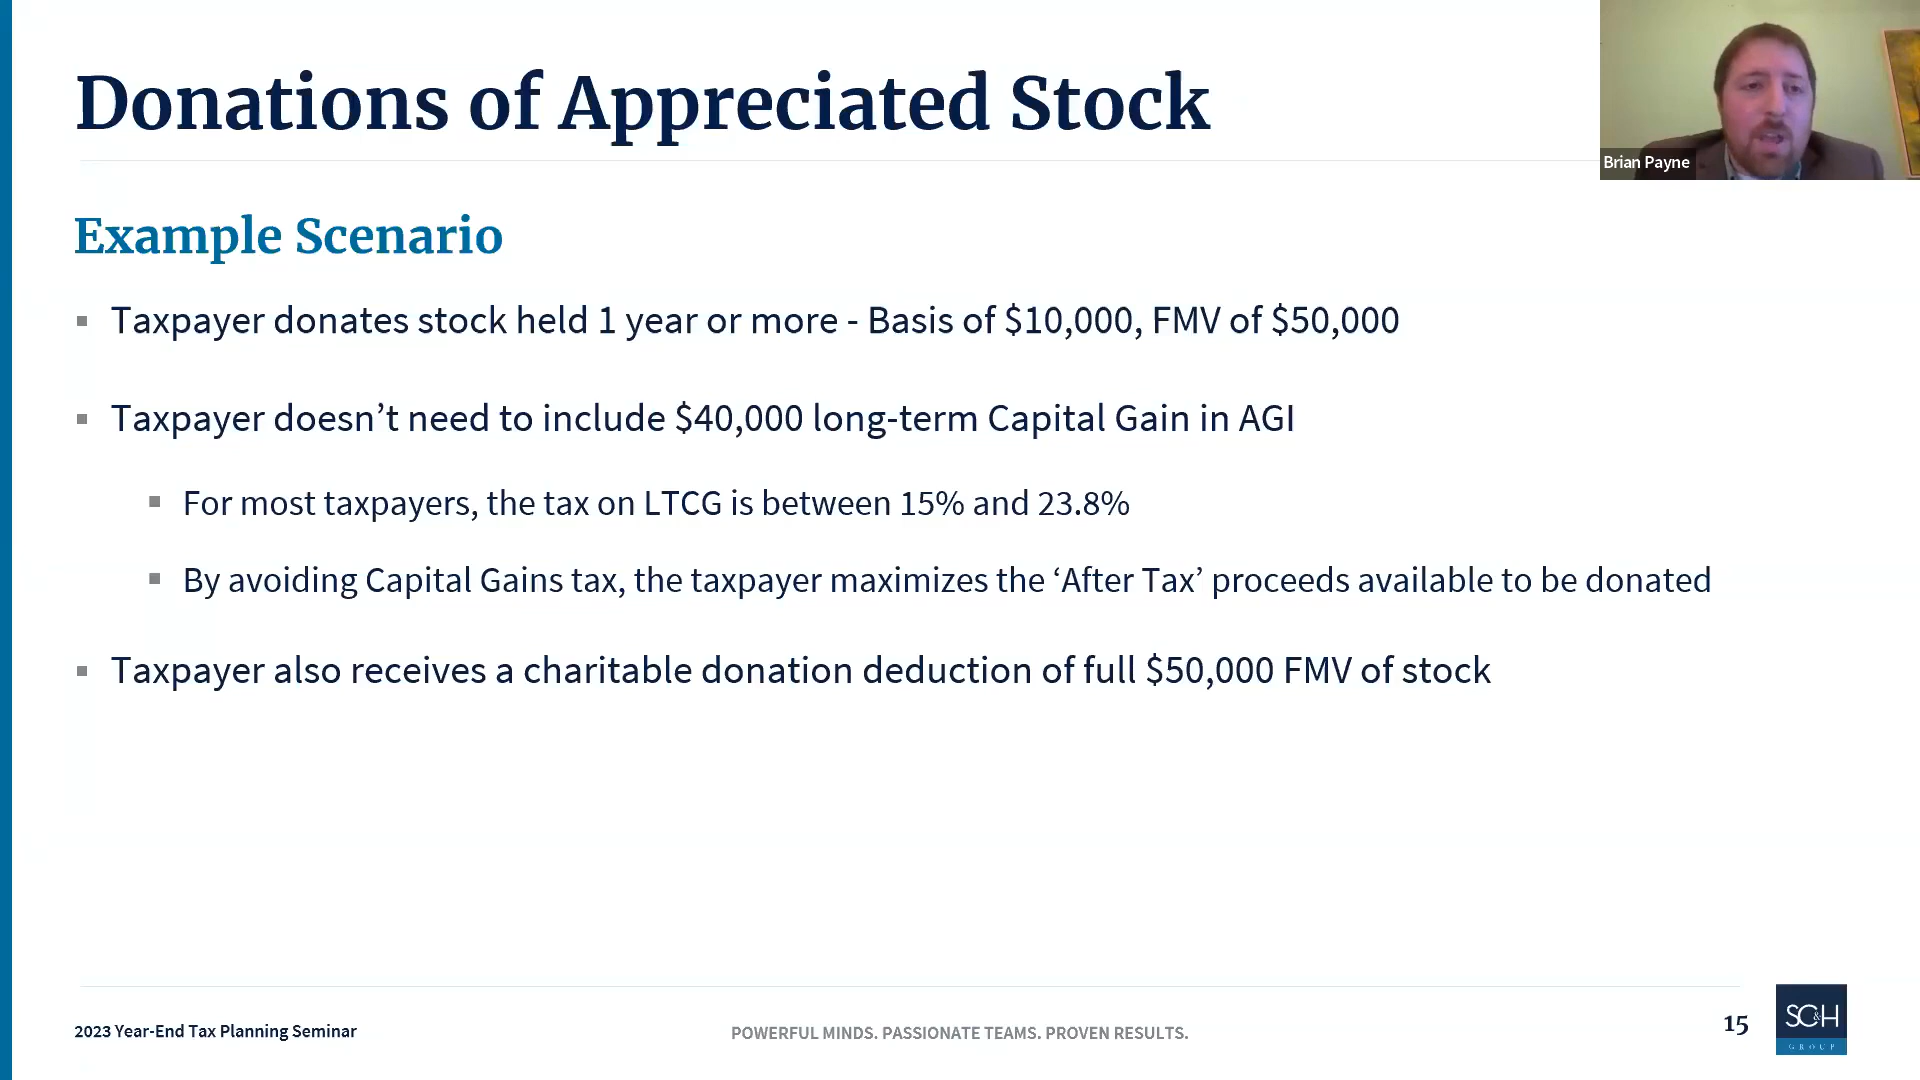 Donations of Appreciated Stock
Brian Payne
Example Scenario
Taxpayer donates stock held 1 year or more - Basis of $10,000, FMV of $50,000
Taxpayer doesn’t need to include $40,000 long-term Capital Gain in AGI
For most taxpayers, the tax on LTCG is between 15% and 23.8%
By avoiding Capital Gains tax, the taxpayer maximizes the ‘After Tax’ proceeds available to be donated
Taxpayer also receives a charitable donation deduction of full $50,000 FMV of stock
2023 Year-End Tax Planning Seminar
POWERFUL MINDS. PASSIONATE TEAMS. PROVEN RESULTS.
15
SC&H
GROUP